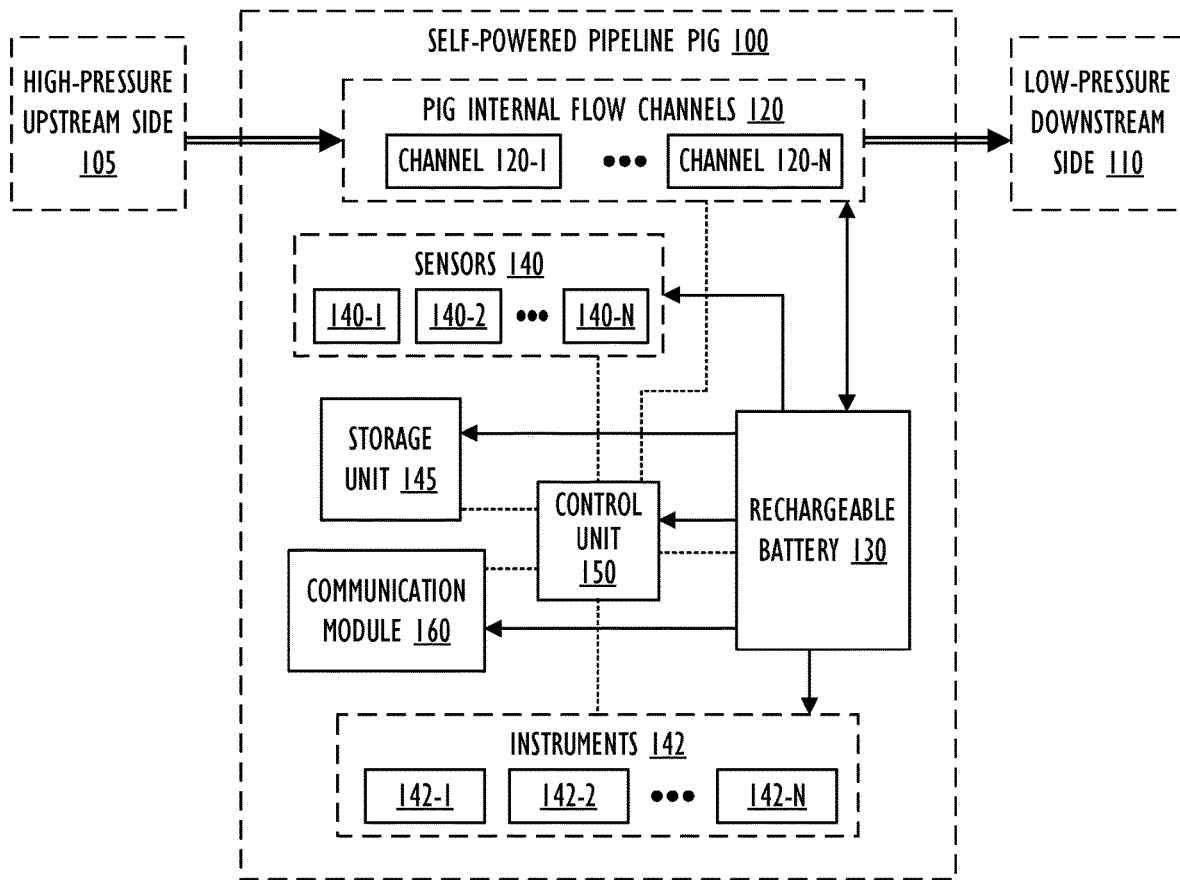 SELF-POWERED PIPELINE PIG 100
HIGH-PRESSURE
UPSTREAM SIDE
105
PIG INTERNAL FLOW CHANNELS 120
CHANNEL 120-1 ••• CHANNEL 120-N
LOW-PRESSURE
DOWNSTREAM
SIDE 110
SENSORS 140
140-1 140-2 ••• 140-N
STORAGE
UNIT 145
CONTROL
UNIT
150
RECHARGEABLE
BATTERY 130
COMMUNICATION
MODULE 160
INSTRUMENTS 142
142-1 142-2 ••• 142-N